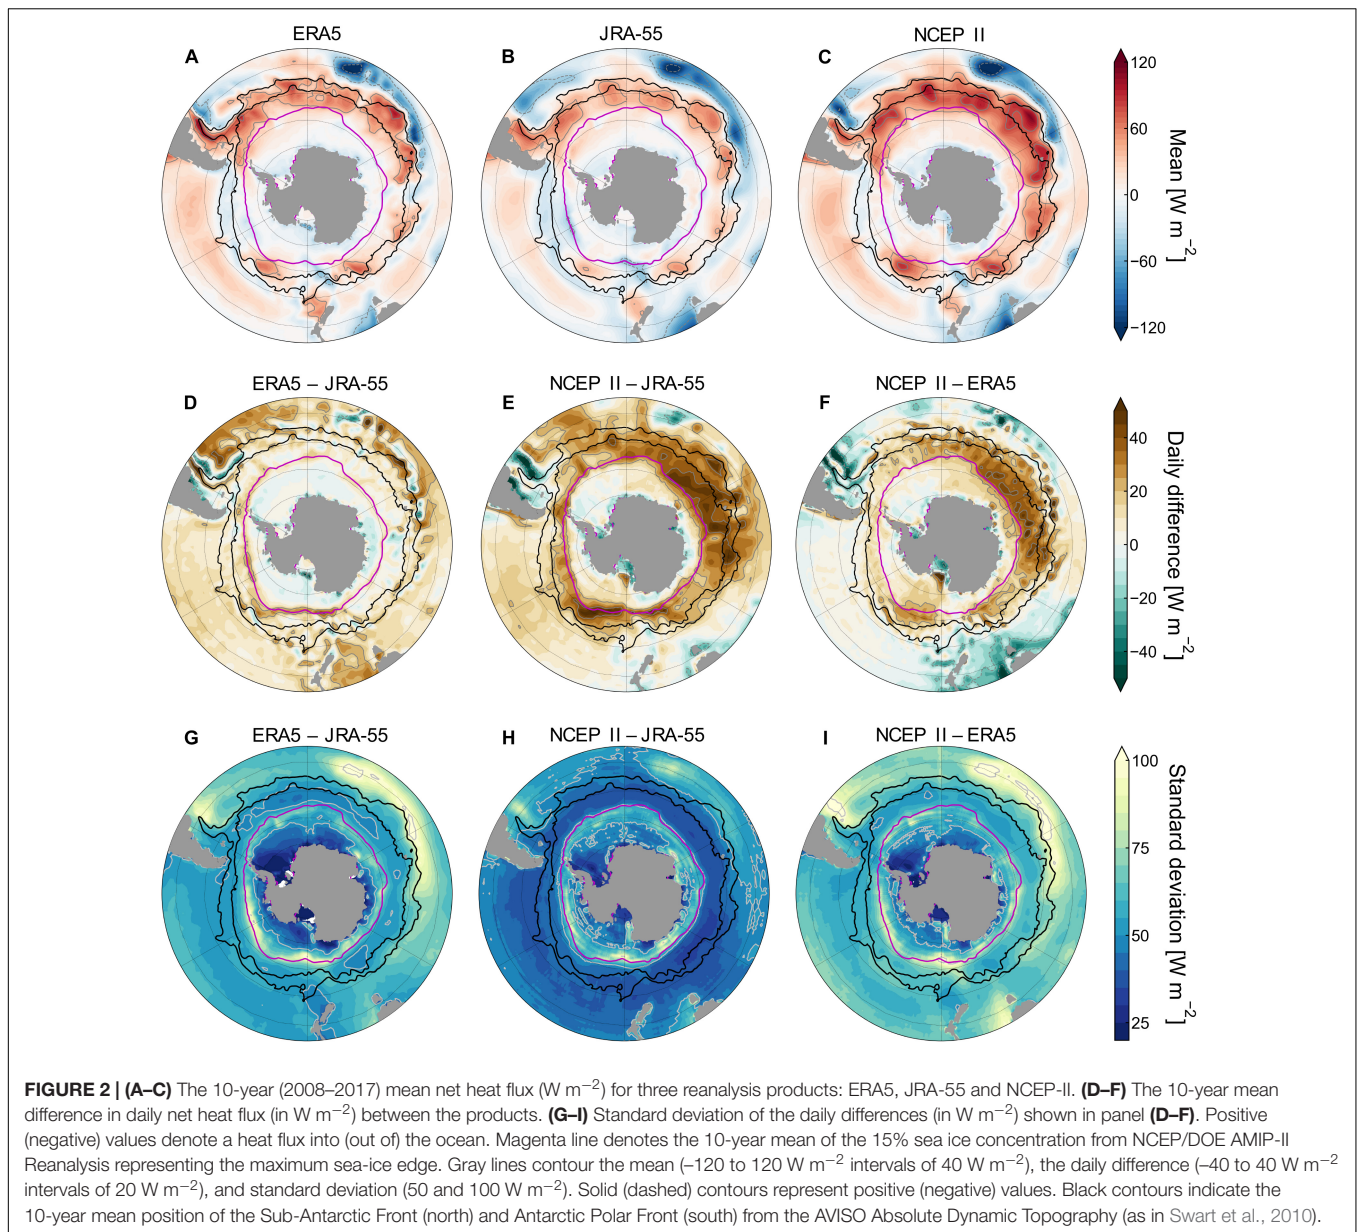 ERA5
JRA-55
NCEP II
A
B
C
120
60
0
−60
−120
Mean [W m−2]
ERA5 – JRA-55
NCEP II – JRA-55
NCEP II – ERA5
D
E
F
40
20
0
−20
−40
Daily difference [W m−2]
ERA5 – JRA-55
NCEP II – JRA-55
NCEP II – ERA5
G
H
I
100
75
50
25
Standard deviation [W m−2]
FIGURE 2 | (A–C) The 10-year (2008–2017) mean net heat flux (W m−2) for three reanalysis products: ERA5, JRA-55 and NCEP-II. (D–F) The 10-year mean
difference in daily net heat flux (in W m−2) between the products. (G–I) Standard deviation of the daily differences (in W m−2) shown in panel (D–F). Positive
(negative) values denote a heat flux into (out of) the ocean. Magenta line denotes the 10-year mean of the 15% sea ice concentration from NCEP/DOE AMIP-II
Reanalysis representing the maximum sea-ice edge. Gray lines contour the mean (–120 to 120 W m−2 intervals of 40 W m−2), the daily difference (–40 to 40 W m−2
intervals of 20 W m−2), and standard deviation (50 and 100 W m−2). Solid (dashed) contours represent positive (negative) values. Black contours indicate the
10-year mean position of the Sub-Antarctic Front (north) and Antarctic Polar Front (south) from the AVISO Absolute Dynamic Topography (as in Swart et al., 2010).